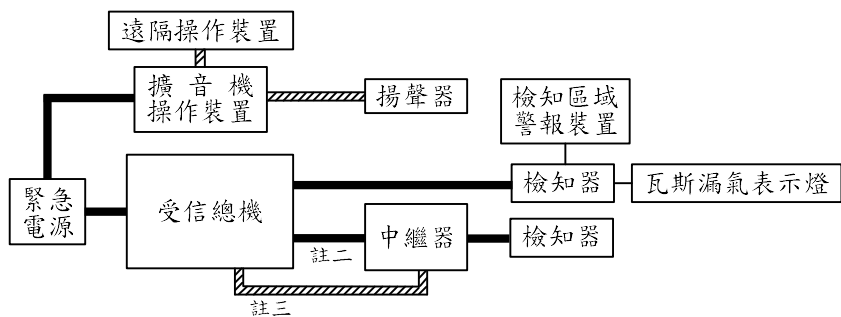 遠隔操作裝置
擴音機
操作裝置
揚聲器
檢知區域
警報裝置
緊急
電源
受信總機
檢知器
瓦斯漏氣表示燈
中繼器
檢知器
註二
註三